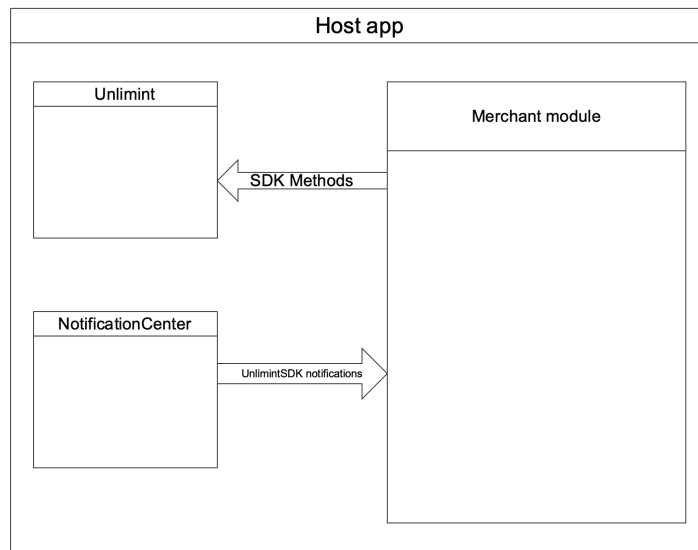 Host app
Unlimint
Merchant module
SDK Methods
NotificationCenter
UnlimintSDK notifications